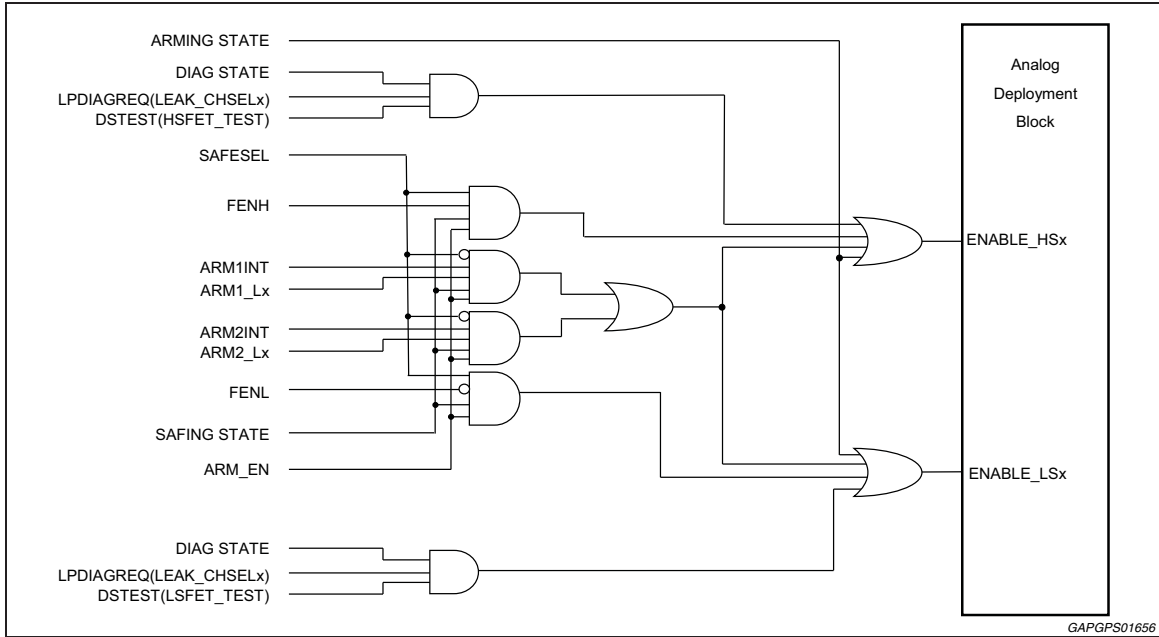 ARMING STATE
DIAG STATE
LPDIAGREQ(LEAK_CHSELx)
DSTEST(HSFET_TEST)
SAFESEL
FENH
ARM1INT
ARM1_Lx
ARM2INT
ARM2_Lx
FENL
SAFING STATE
ARM_EN
DIAG STATE
LPDIAGREQ(LEAK_CHSELx)
DSTEST(LSFET_TEST)
Analog
Deployment
Block
ENABLE_HSx
ENABLE_LSx
GAPGPS01656